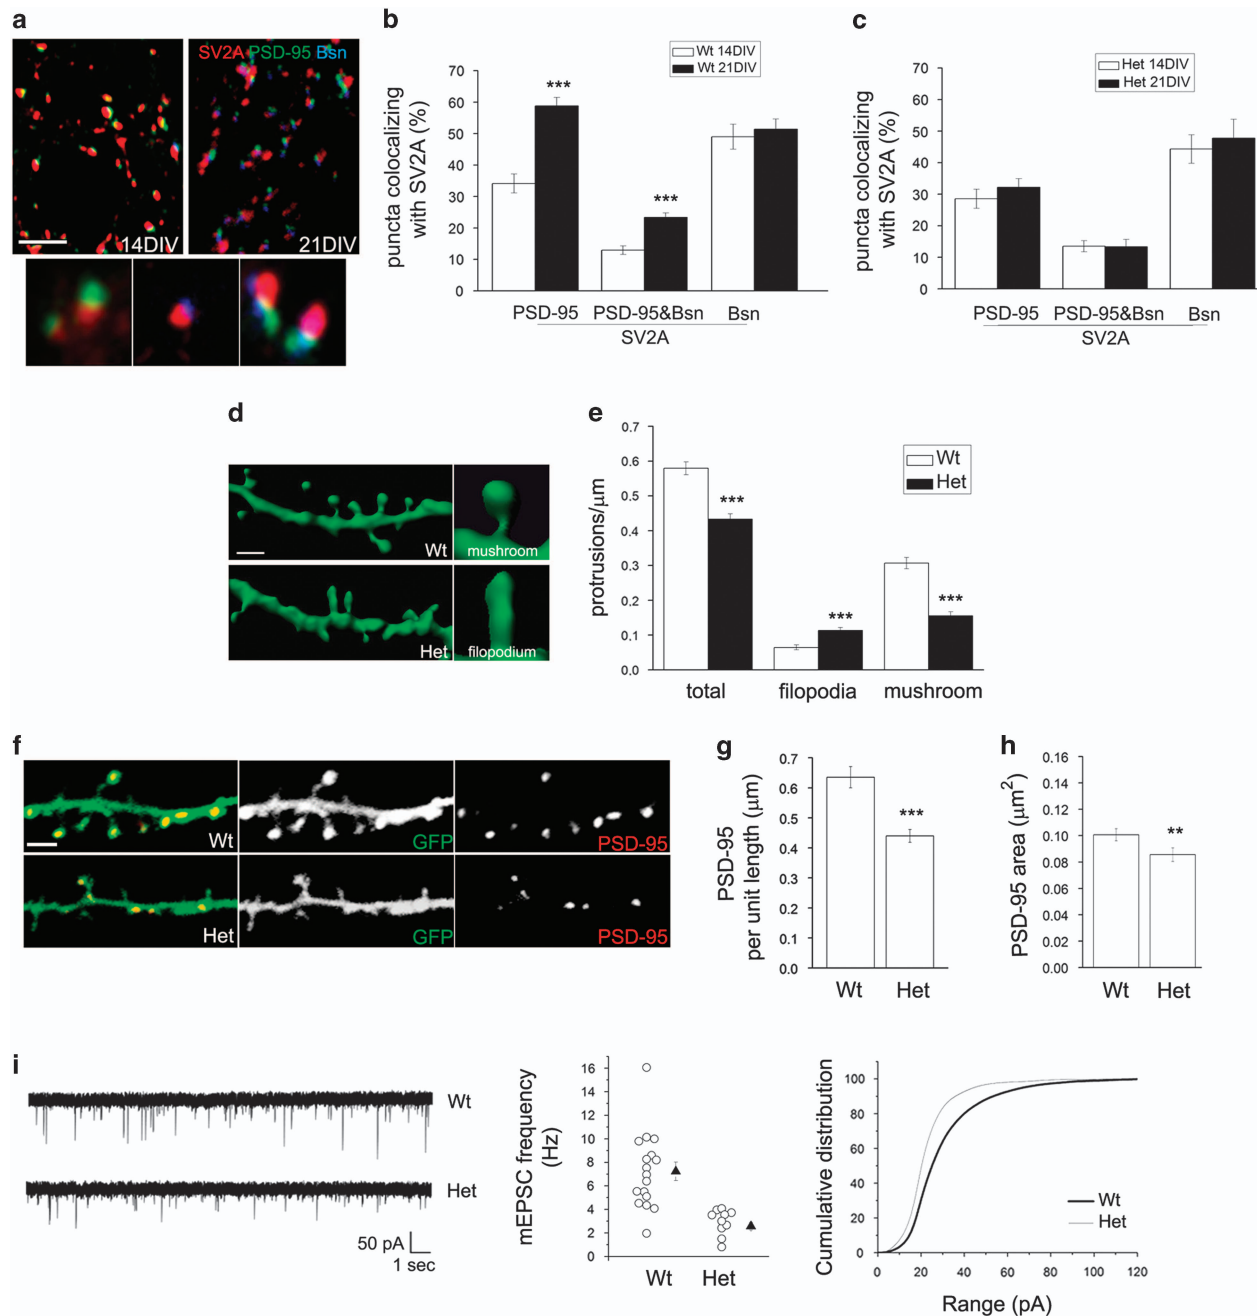 a
SV2A PSD-95 Bsn
14DIV
21DIV
b
Wt 14DIV
Wt 21DIV
puncta colocalizing
with SV2A (%)
70
60
50
40
30
20
10
0
***
***
PSD-95
PSD-95&Bsn
Bsn
SV2A
c
Het 14DIV
Het 21DIV
puncta colocalizing
with SV2A (%)
70
60
50
40
30
20
10
0
PSD-95
PSD-95&Bsn
Bsn
SV2A
d
Wt
mushroom
Het
filopodium
e
Wt
Het
protrusions/μm
0.7
0.6
0.5
0.4
0.3
0.2
0.1
0.0
***
***
***
total
filopodia
mushroom
f
Wt
GFP
PSD-95
Het
GFP
PSD-95
g
PSD-95
per unit length (μm)
0.7
0.6
0.5
0.4
0.3
0.2
0.1
0.0
***
Wt
Het
h
PSD-95 area (μm²)
0.16
0.14
0.12
0.10
0.08
0.06
0.04
0.02
0.00
**
Wt
Het
i
Wt
Het
50 pA
1 sec
mEPSC frequency
(Hz)
16
14
12
10
8
6
4
2
0
Wt
Het
Cumulative distribution
100
80
60
40
20
0
Wt
Het
0 20 40 60 80 100 120
Range (pA)